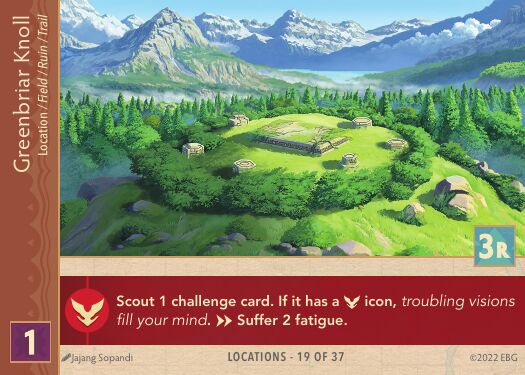 Greenbriar Knoll
Location / Field / Ruin / Trail
3R
Scout 1 challenge card. If it has a icon, troubling visions
fill your mind. Suffer 2 fatigue.
1
Jajang Sopandi
LOCATIONS - 19 OF 37
©2022 EBG